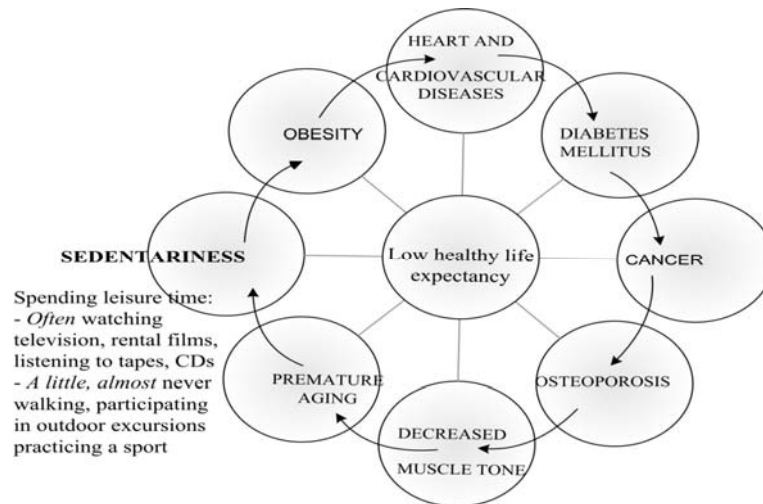 HEART AND
CARDIOVASCULAR
DISEASES
OBESITY
DIABETES
MELLITUS
SEDENTARINESS
Low healthy life
expectancy
CANCER
Spending leisure time:
- Often watching
television, rental films,
listening to tapes, CDs
- A little, almost never
walking, participating
in outdoor excursions
practicing a sport
PREMATURE
AGING
OSTEOPOROSIS
DECREASED
MUSCLE TONE